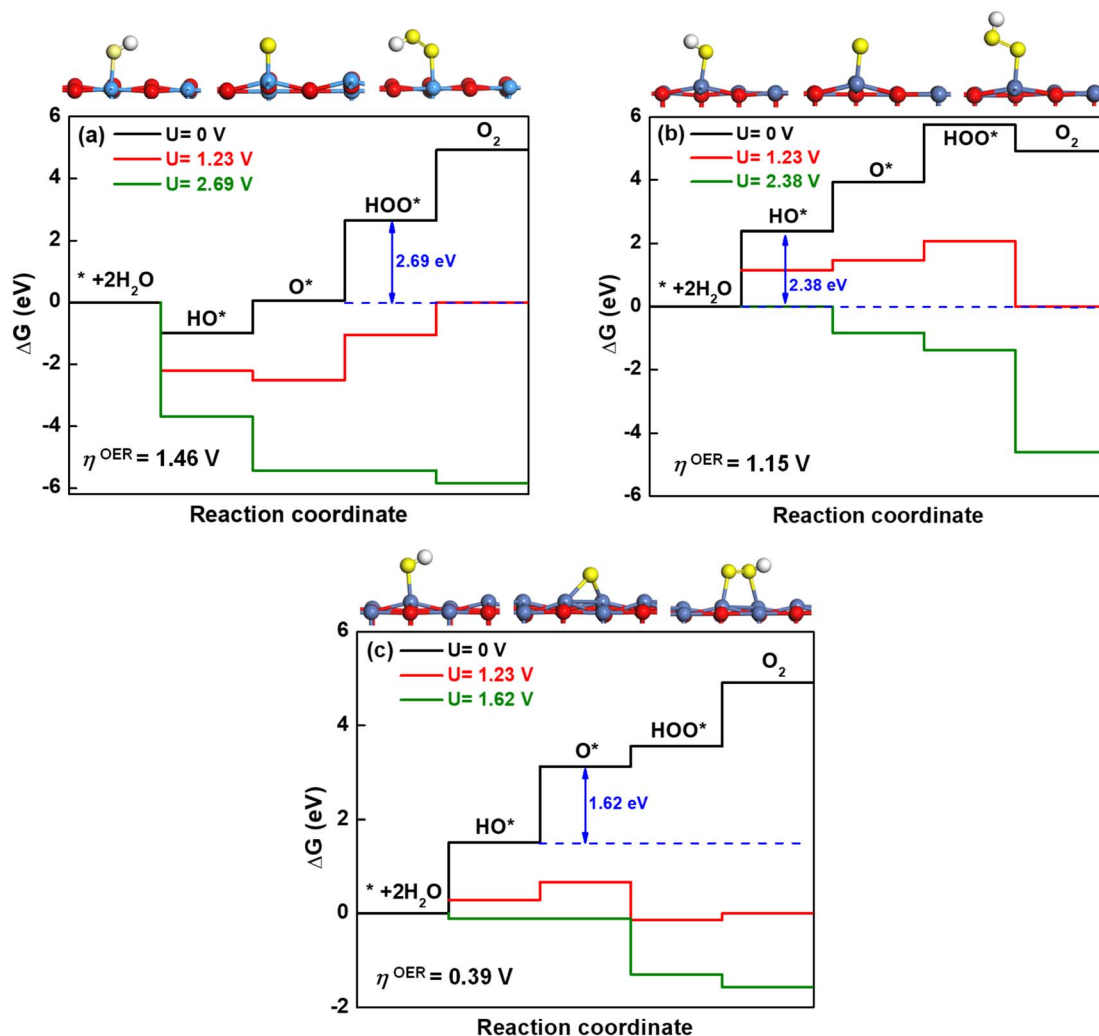 (a)
U= 0 V
U= 1.23 V
U= 2.69 V
O₂
HOO*
2.69 eV
* +2H₂O
O*
HO*
η OER = 1.46 V
6
4
2
0
-2
-4
-6
ΔG (eV)
Reaction coordinate
(b)
U= 0 V
U= 1.23 V
U= 2.38 V
HOO*
O₂
O*
HO*
* +2H₂O
2.38 eV
η OER = 1.15 V
6
4
2
0
-2
-4
-6
ΔG (eV)
Reaction coordinate
(c)
U= 0 V
U= 1.23 V
U= 1.62 V
O₂
HOO*
O*
1.62 eV
HO*
* +2H₂O
η OER = 0.39 V
6
4
2
0
-2
ΔG (eV)
Reaction coordinate